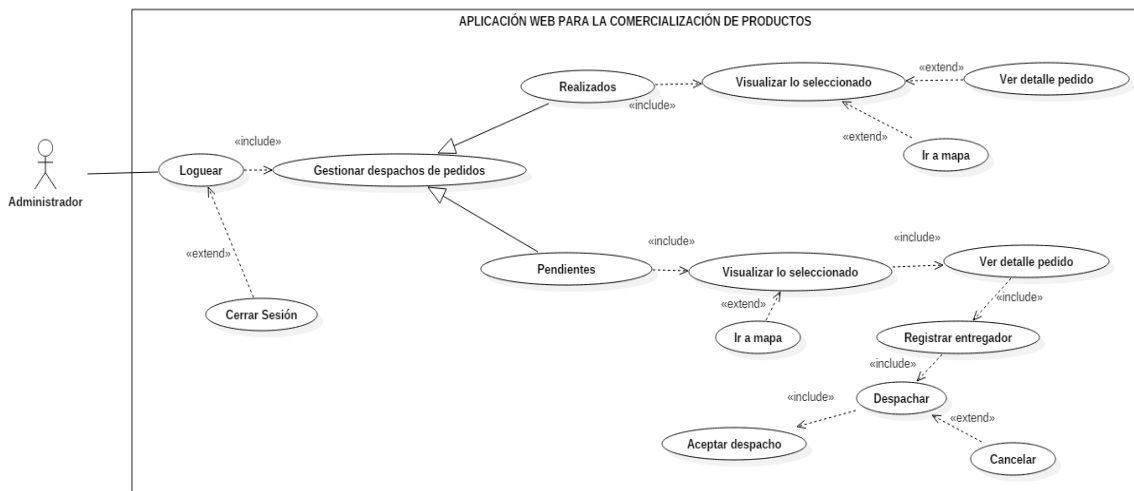 APLICACIÓN WEB PARA LA COMERCIALIZACIÓN DE PRODUCTOS
Realizados
«include»
Visualizar lo seleccionado
«extend»
Ver detalle pedido
«extend»
Ir a mapa
Administrador
Loguear
«include»
Gestionar despachos de pedidos
«extend»
Cerrar Sesión
Pendientes
«include»
Visualizar lo seleccionado
«include»
Ver detalle pedido
«extend»
Ir a mapa
«include»
Registrar entregador
«include»
Despachar
«include»
Aceptar despacho
«extend»
Cancelar